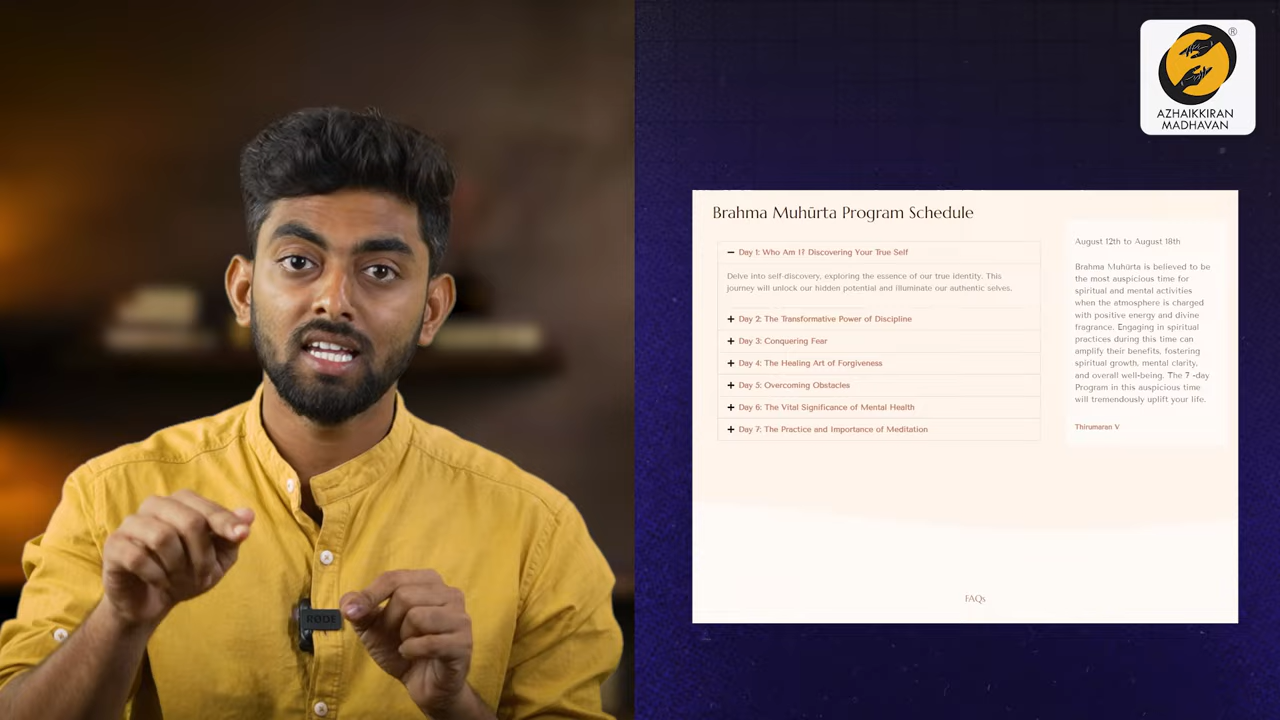 RØDE
®
AZHAIKKIRAN
MADHAVAN
Brahma Muhūrta Program Schedule
− Day 1: Who Am I? Discovering Your True Self
Delve into self-discovery, exploring the essence of our true identity. This
journey will unlock our hidden potential and illuminate our authentic selves.
+ Day 2: The Transformative Power of Discipline
+ Day 3: Conquering Fear
+ Day 4: The Healing Art of Forgiveness
+ Day 5: Overcoming Obstacles
+ Day 6: The Vital Significance of Mental Health
+ Day 7: The Practice and Importance of Meditation
August 12th to August 18th
Brahma Muhūrta is believed to be
the most auspicious time for
spiritual and mental activities
when the atmosphere is charged
with positive energy and divine
fragrance. Engaging in spiritual
practices during this time can
amplify their benefits, fostering
spiritual growth, mental clarity,
and overall well-being. The 7 -day
Program in this auspicious time
will tremendously uplift your life.
Thirumaran V
FAQs